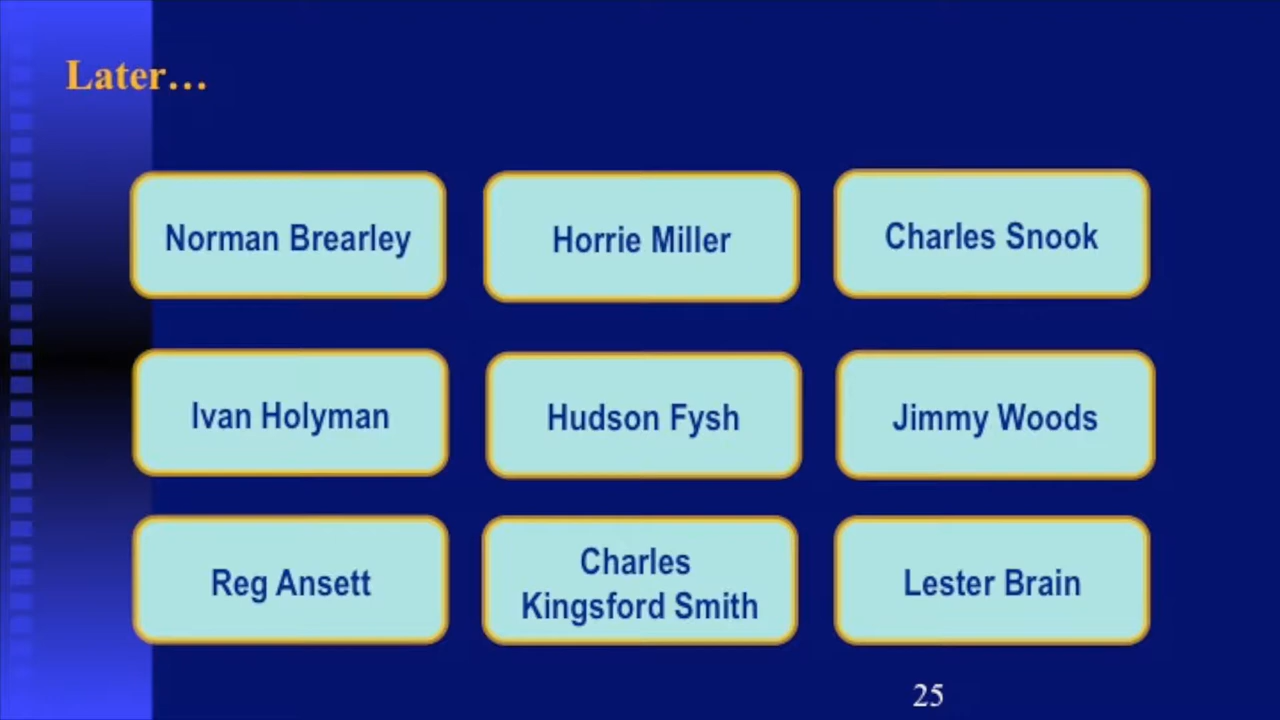 Later…
Norman Brearley
Horrie Miller
Charles Snook
Ivan Holyman
Hudson Fysh
Jimmy Woods
Reg Ansett
Charles
Kingsford Smith
Lester Brain
25